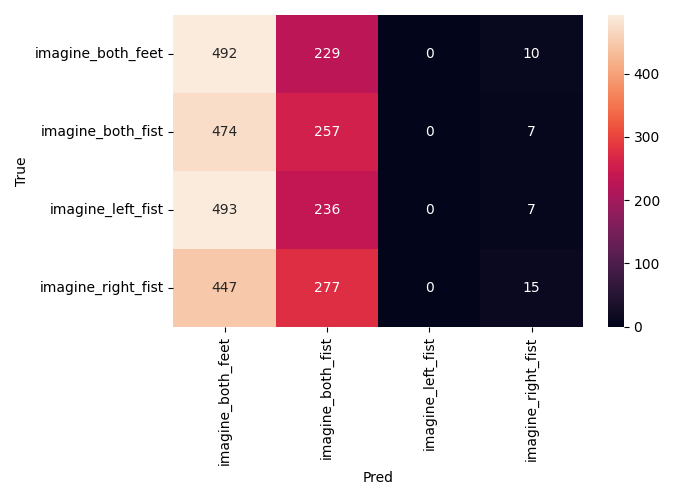 imagine_both_feet 492 229 0 10
imagine_both_fist 474 257 0 7
imagine_left_fist 493 236 0 7
imagine_right_fist 447 277 0 15
True
imagine_both_feet
imagine_both_fist
imagine_left_fist
imagine_right_fist
Pred
400
300
200
100
0